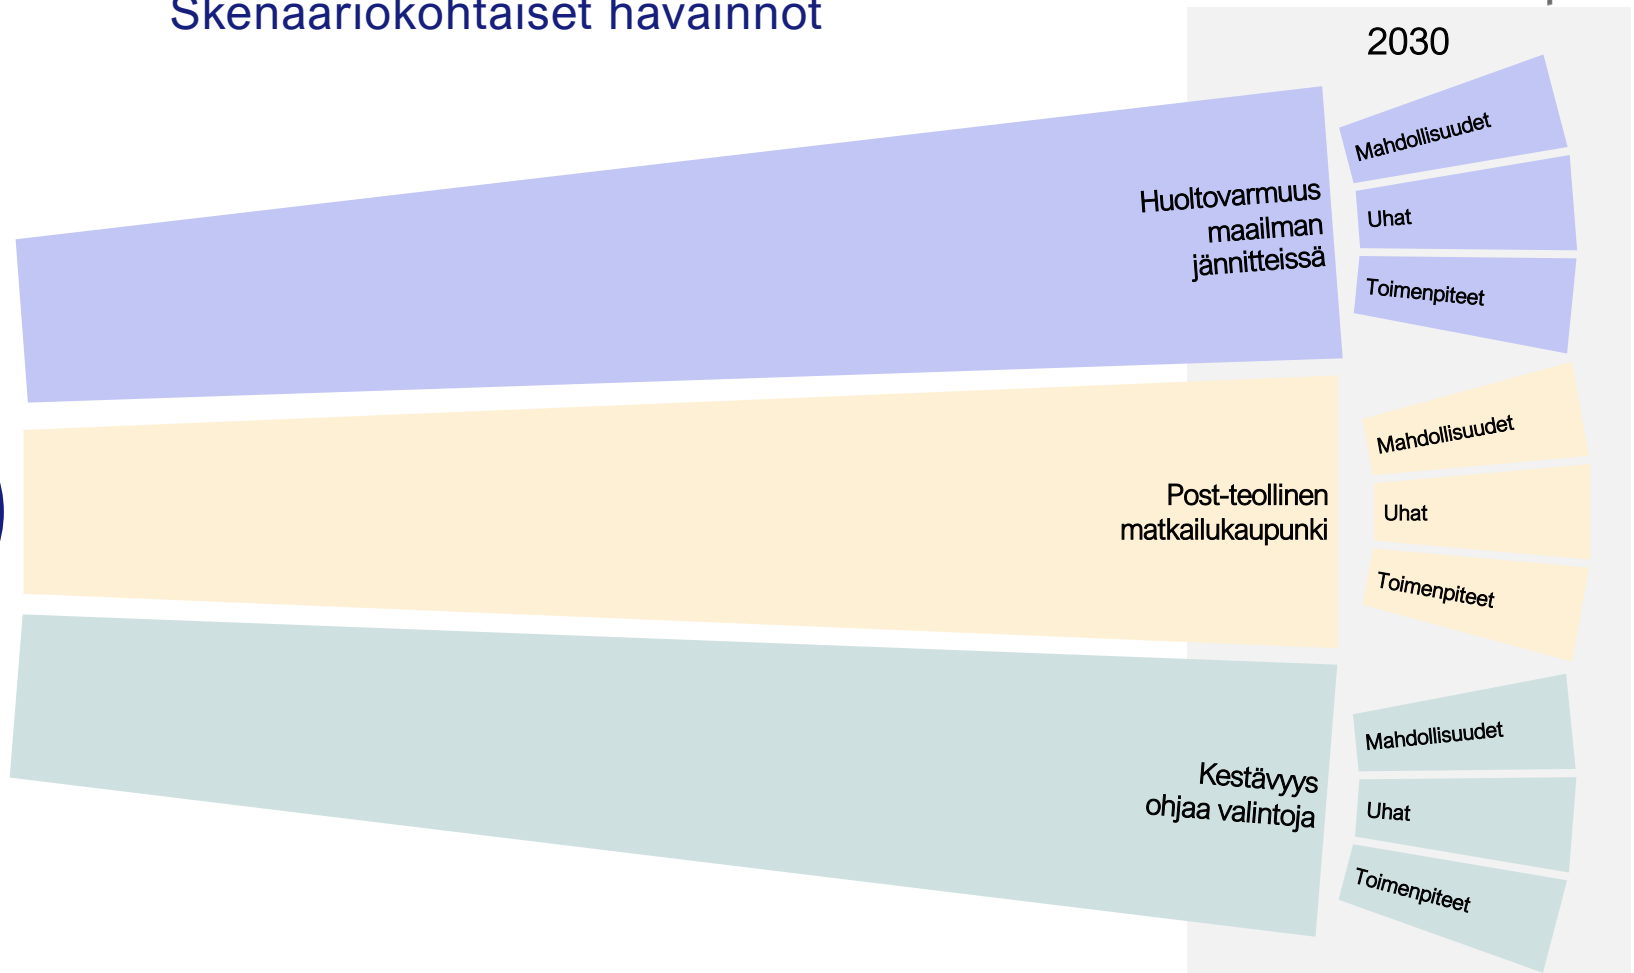 Skenaariokohtaiset havainnot
2030
Huoltovarmuus
maailman
jännitteissä
Mahdollisuudet
Uhat
Toimenpiteet
Post-teollinen
matkailukaupunki
Mahdollisuudet
Uhat
Toimenpiteet
Kestävyys
ohjaa valintoja
Mahdollisuudet
Uhat
Toimenpiteet